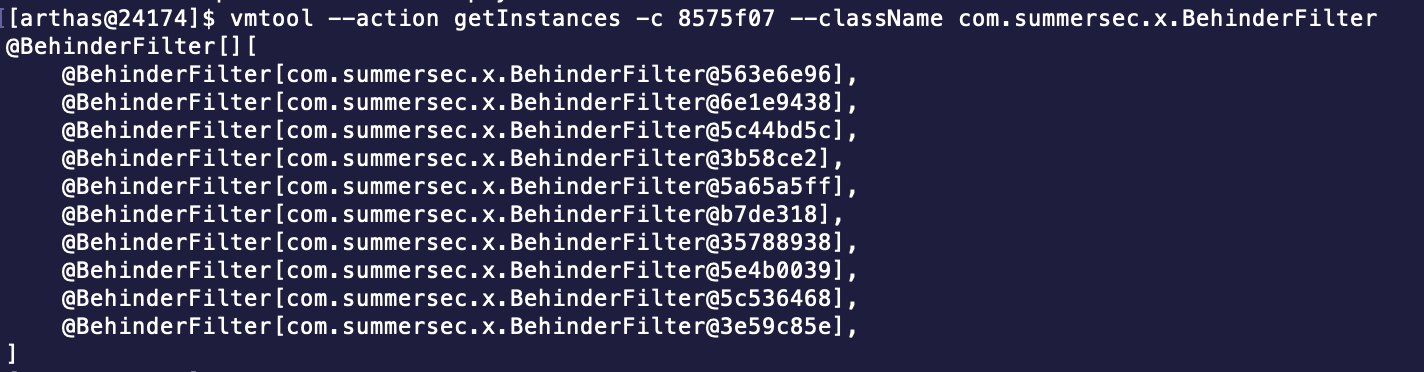 [[arthas@24174]$ vmtool --action getInstances -c 8575f07 --className com.summersec.x.BehinderFilter
@BehinderFilter[][
    @BehinderFilter[com.summersec.x.BehinderFilter@563e6e96],
    @BehinderFilter[com.summersec.x.BehinderFilter@6e1e9438],
    @BehinderFilter[com.summersec.x.BehinderFilter@5c44bd5c],
    @BehinderFilter[com.summersec.x.BehinderFilter@3b58ce2],
    @BehinderFilter[com.summersec.x.BehinderFilter@5a65a5ff],
    @BehinderFilter[com.summersec.x.BehinderFilter@b7de318],
    @BehinderFilter[com.summersec.x.BehinderFilter@35788938],
    @BehinderFilter[com.summersec.x.BehinderFilter@5e4b0039],
    @BehinderFilter[com.summersec.x.BehinderFilter@5c536468],
    @BehinderFilter[com.summersec.x.BehinderFilter@3e59c85e],
]